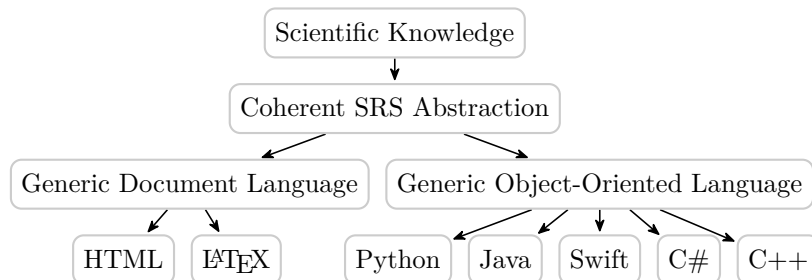 Scientific Knowledge
Coherent SRS Abstraction
Generic Document Language Generic Object-Oriented Language
HTML LATEX Python Java Swift C# C++